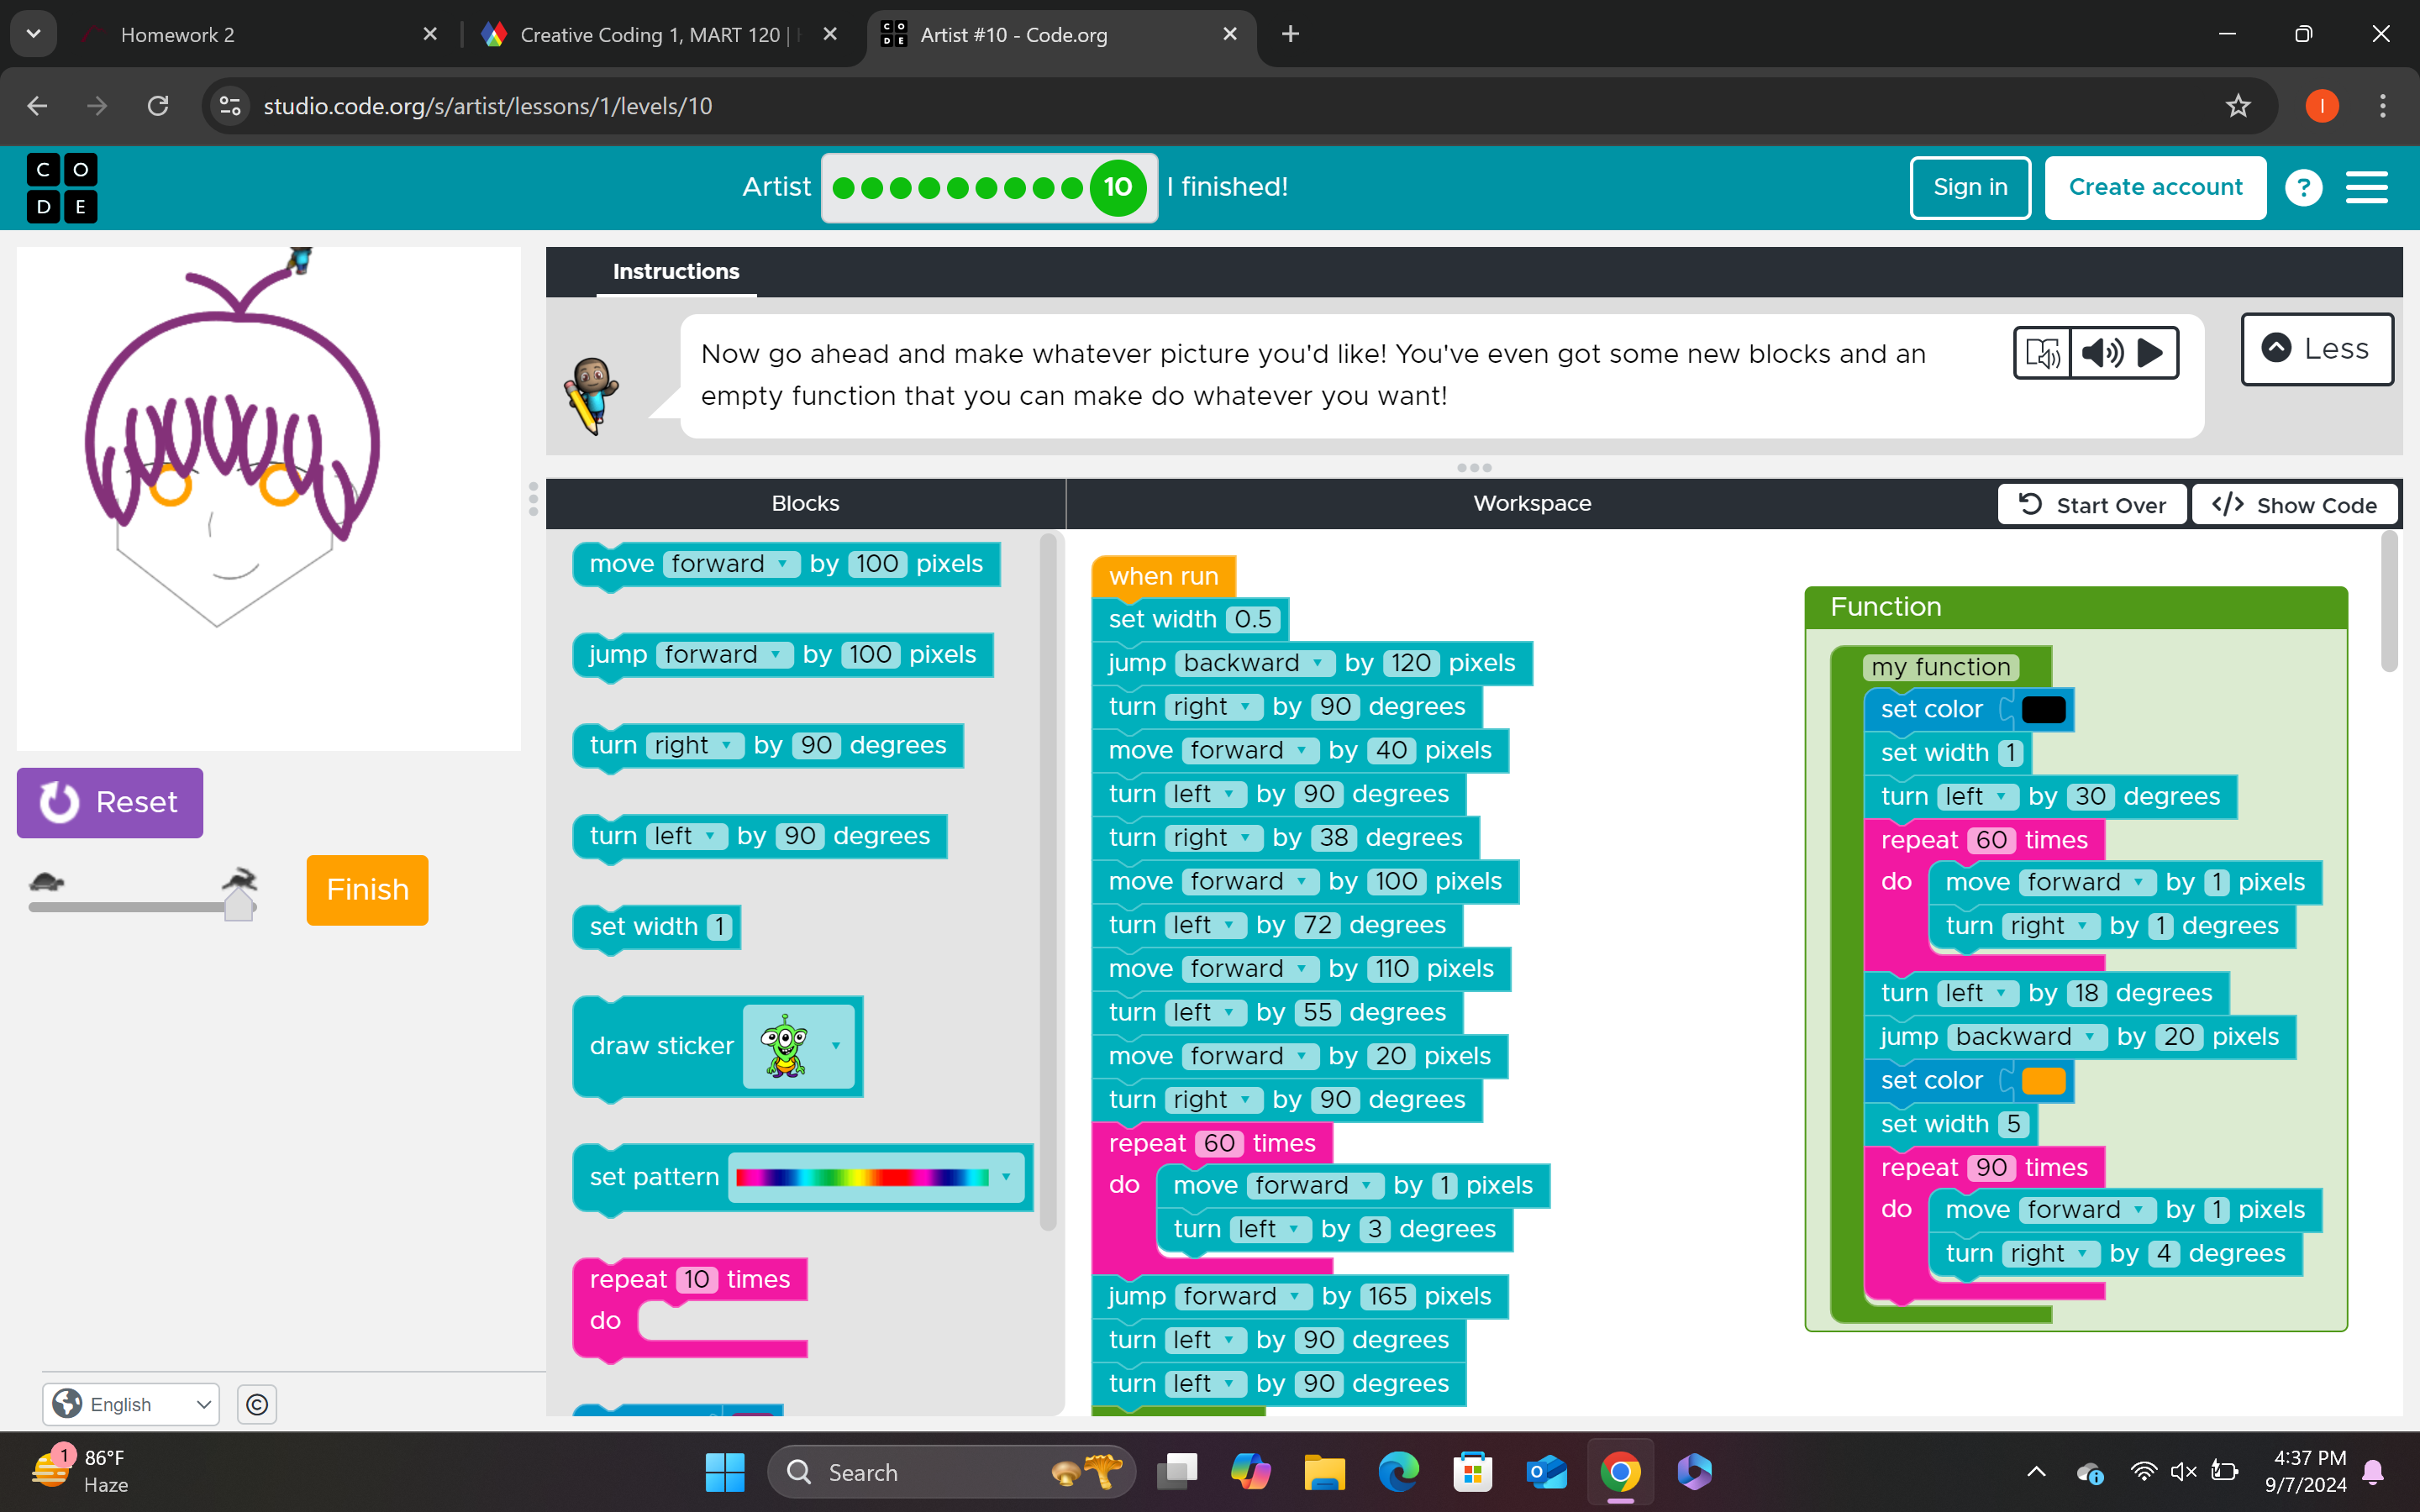 Homework 2
Creative Coding 1, MART 120 |
Artist #10 - Code.org
studio.code.org/s/artist/lessons/1/levels/10
I
C O
D E
Artist
10
I finished!
Sign in
Create account
?
Instructions
Now go ahead and make whatever picture you'd like! You've even got some new blocks and an
empty function that you can make do whatever you want!
Less
Blocks
Workspace
Start Over
</> Show Code
Reset
Finish
move forward by 100 pixels
jump forward by 100 pixels
turn right by 90 degrees
turn left by 90 degrees
set width 1
draw sticker
set pattern
repeat 10 times
do
when run
set width 0.5
jump backward by 120 pixels
turn right by 90 degrees
move forward by 40 pixels
turn left by 90 degrees
turn right by 38 degrees
move forward by 100 pixels
turn left by 72 degrees
move forward by 110 pixels
turn left by 55 degrees
move forward by 20 pixels
turn right by 90 degrees
repeat 60 times
do move forward by 1 pixels
turn left by 3 degrees
jump forward by 165 pixels
turn left by 90 degrees
turn left by 90 degrees
Function
my function
set color
set width 1
turn left by 30 degrees
repeat 60 times
do move forward by 1 pixels
turn right by 1 degrees
turn left by 18 degrees
jump backward by 20 pixels
set color
set width 5
repeat 90 times
do move forward by 1 pixels
turn right by 4 degrees
English
©
1
86°F
Haze
Search
4:37 PM
9/7/2024